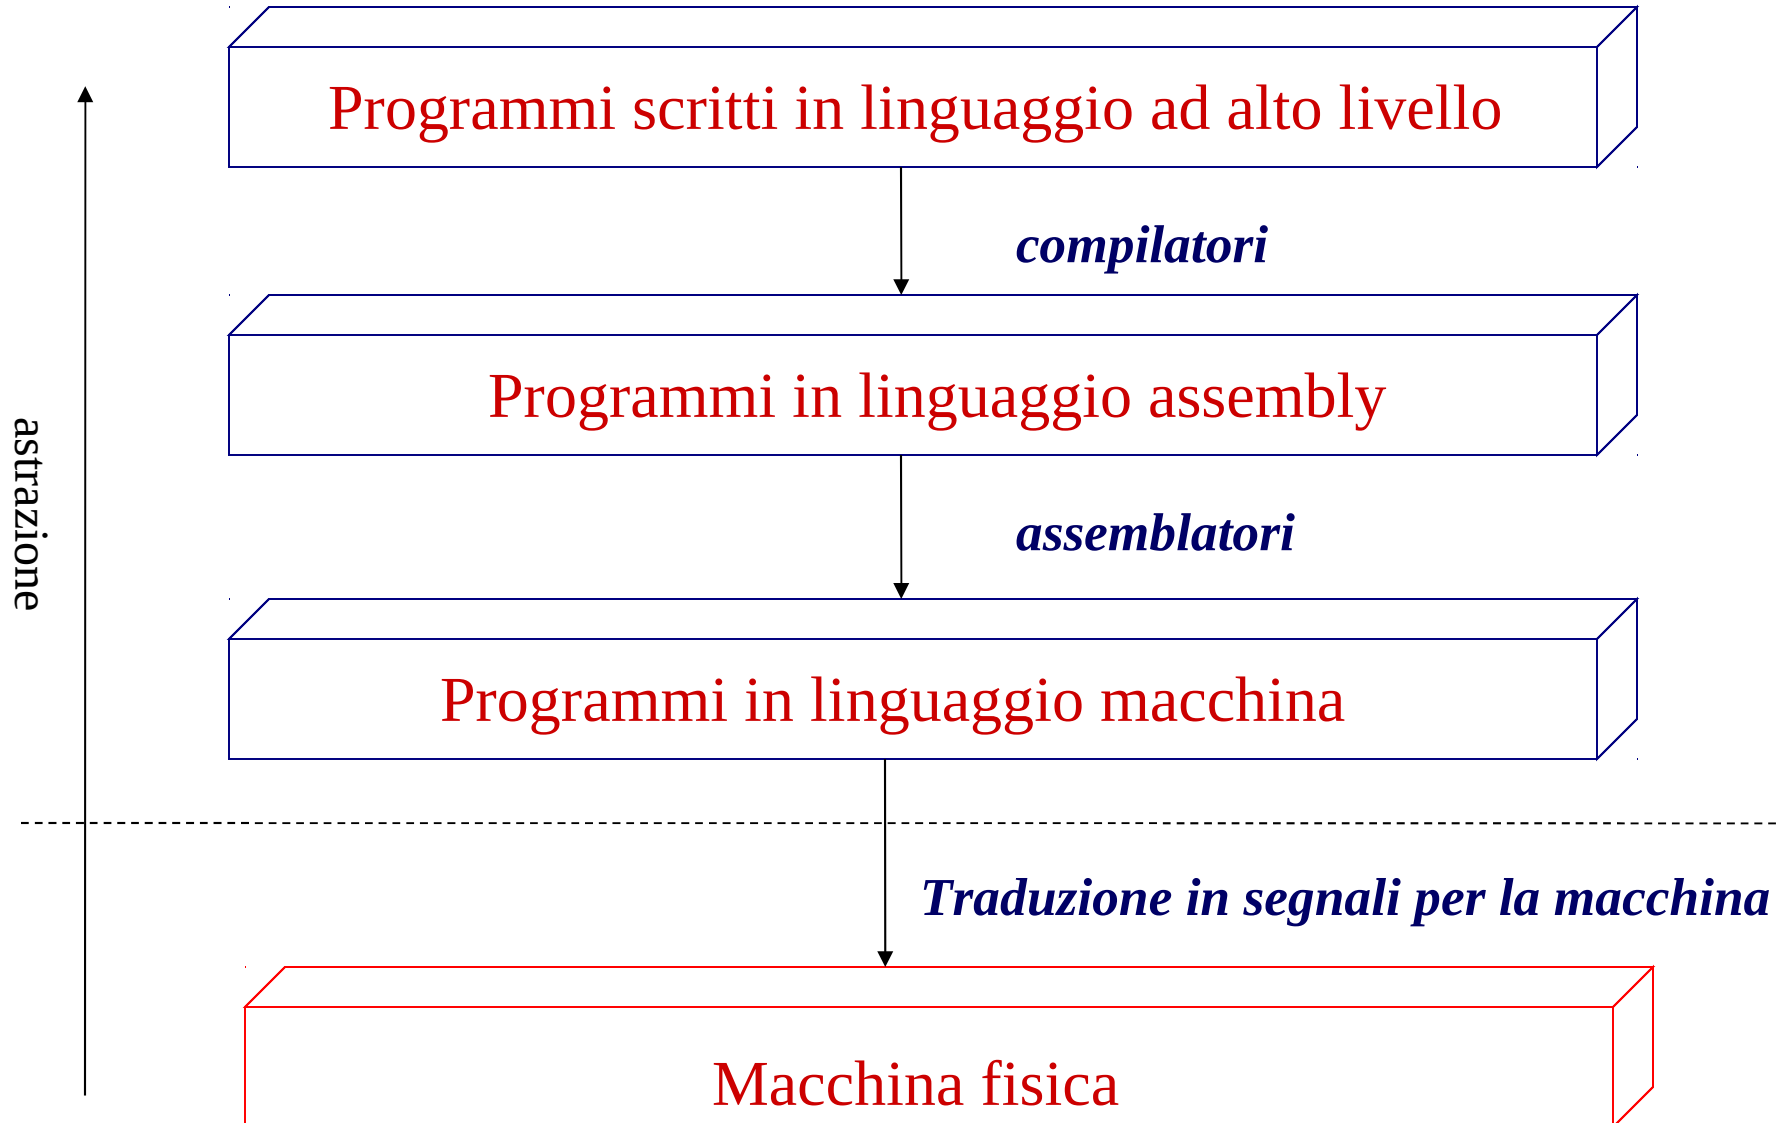 Programmi scritti in linguaggio ad alto livello
compilatori
Programmi in linguaggio assembly
astrazione
assemblatori
Programmi in linguaggio macchina
Traduzione in segnali per la macchina
Macchina fisica